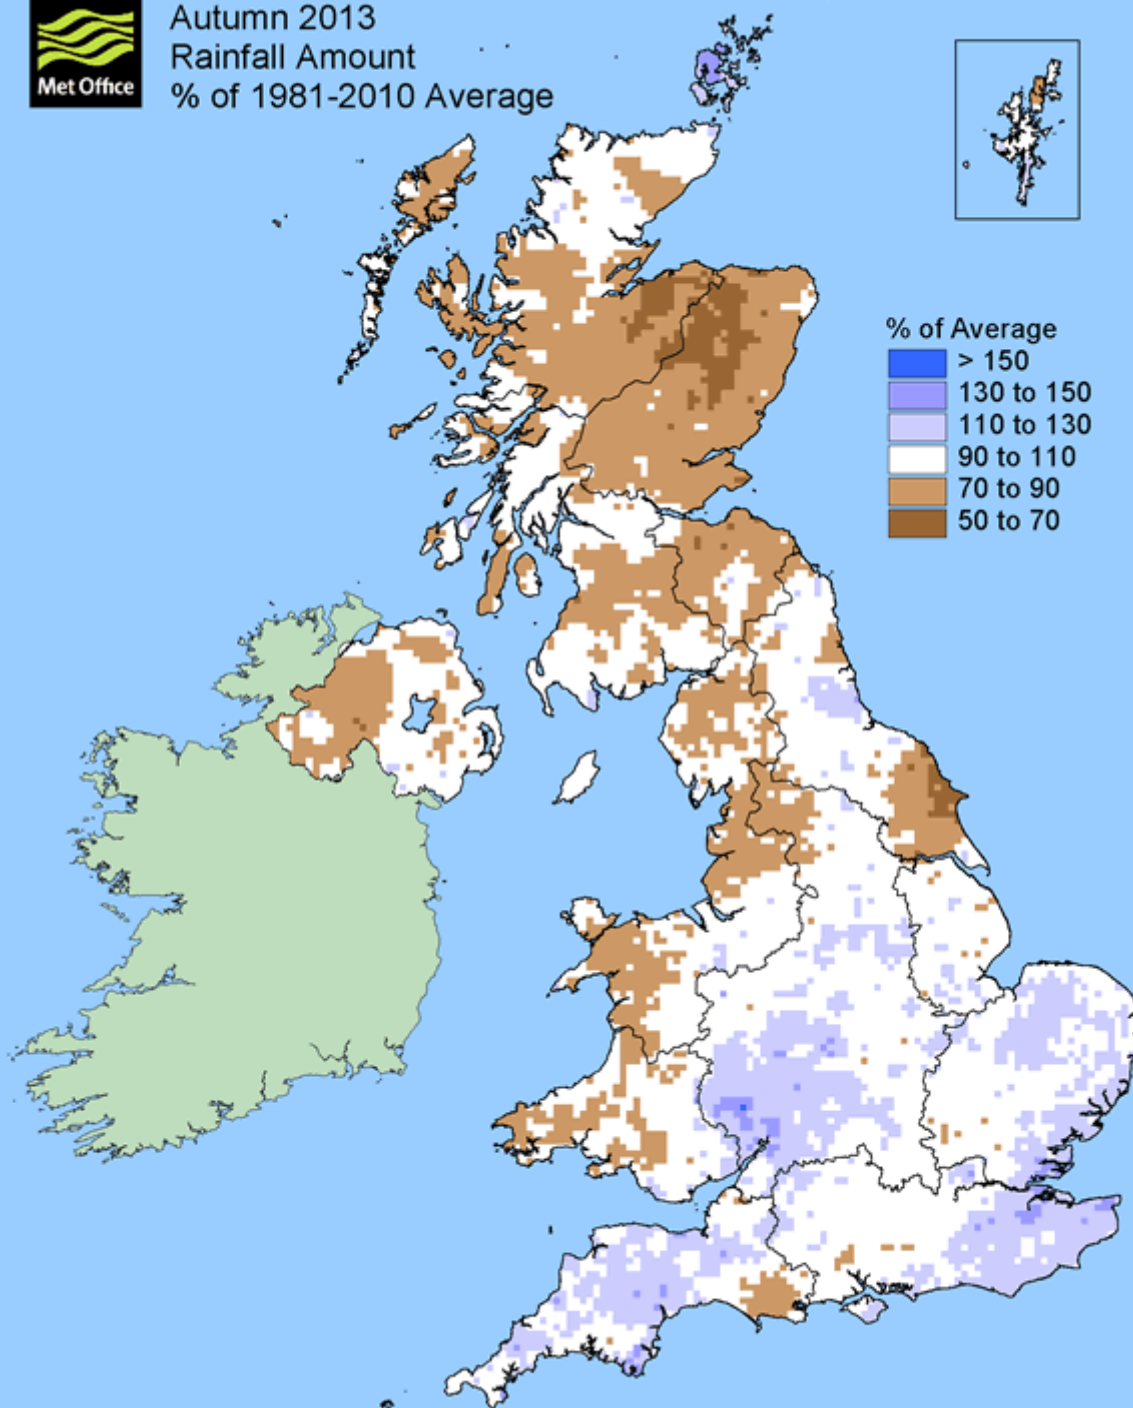 Met Office
Autumn 2013
Rainfall Amount
% of 1981-2010 Average
% of Average
> 150
130 to 150
110 to 130
90 to 110
70 to 90
50 to 70